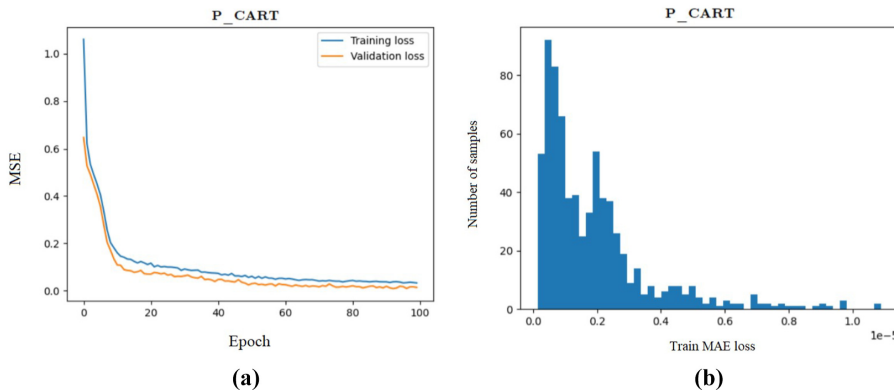 P_CART
Training loss
Validation loss
1.0
0.8
0.6
0.4
0.2
0.0
MSE
0
20
40
60
80
100
Epoch
(a)
P_CART
80
60
40
20
0
Number of samples
0.0
0.2
0.4
0.6
0.8
1.0
1e−5
Train MAE loss
(b)